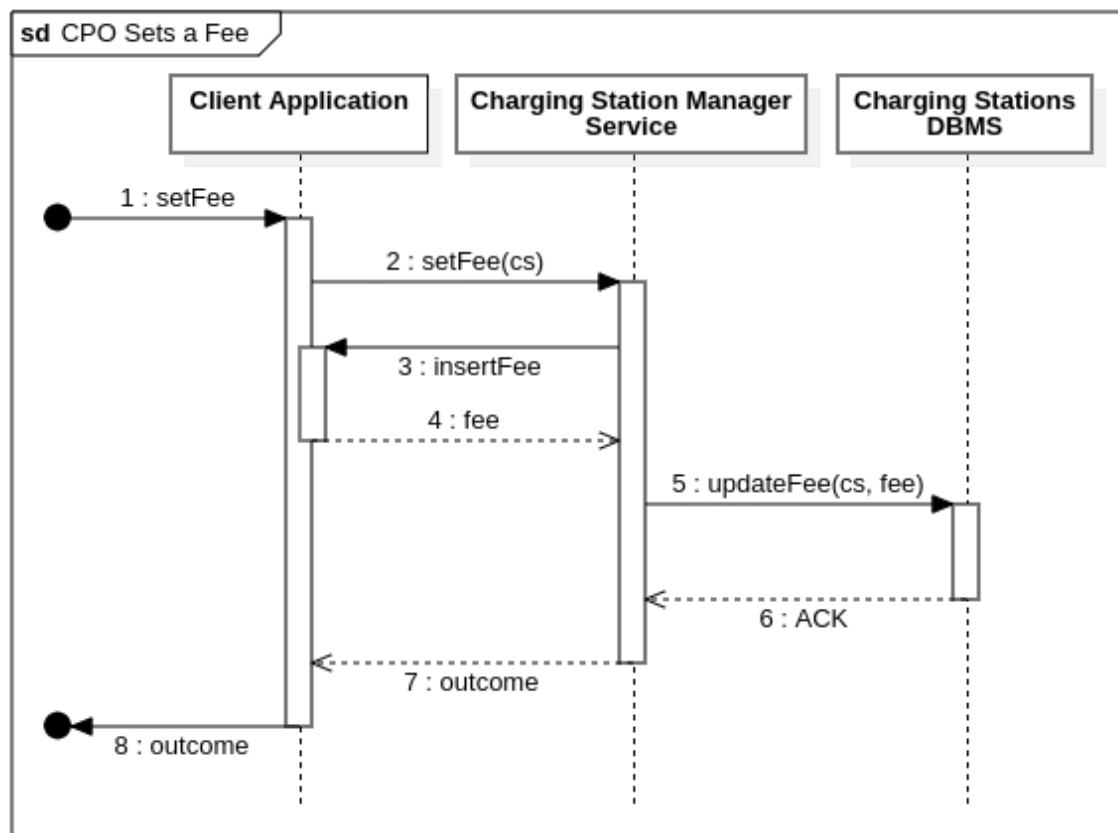 sd CPO Sets a Fee
Client Application
Charging Station Manager
Service
Charging Stations
DBMS
1 : setFee
2 : setFee(cs)
3 : insertFee
4 : fee
5 : updateFee(cs, fee)
6 : ACK
7 : outcome
8 : outcome